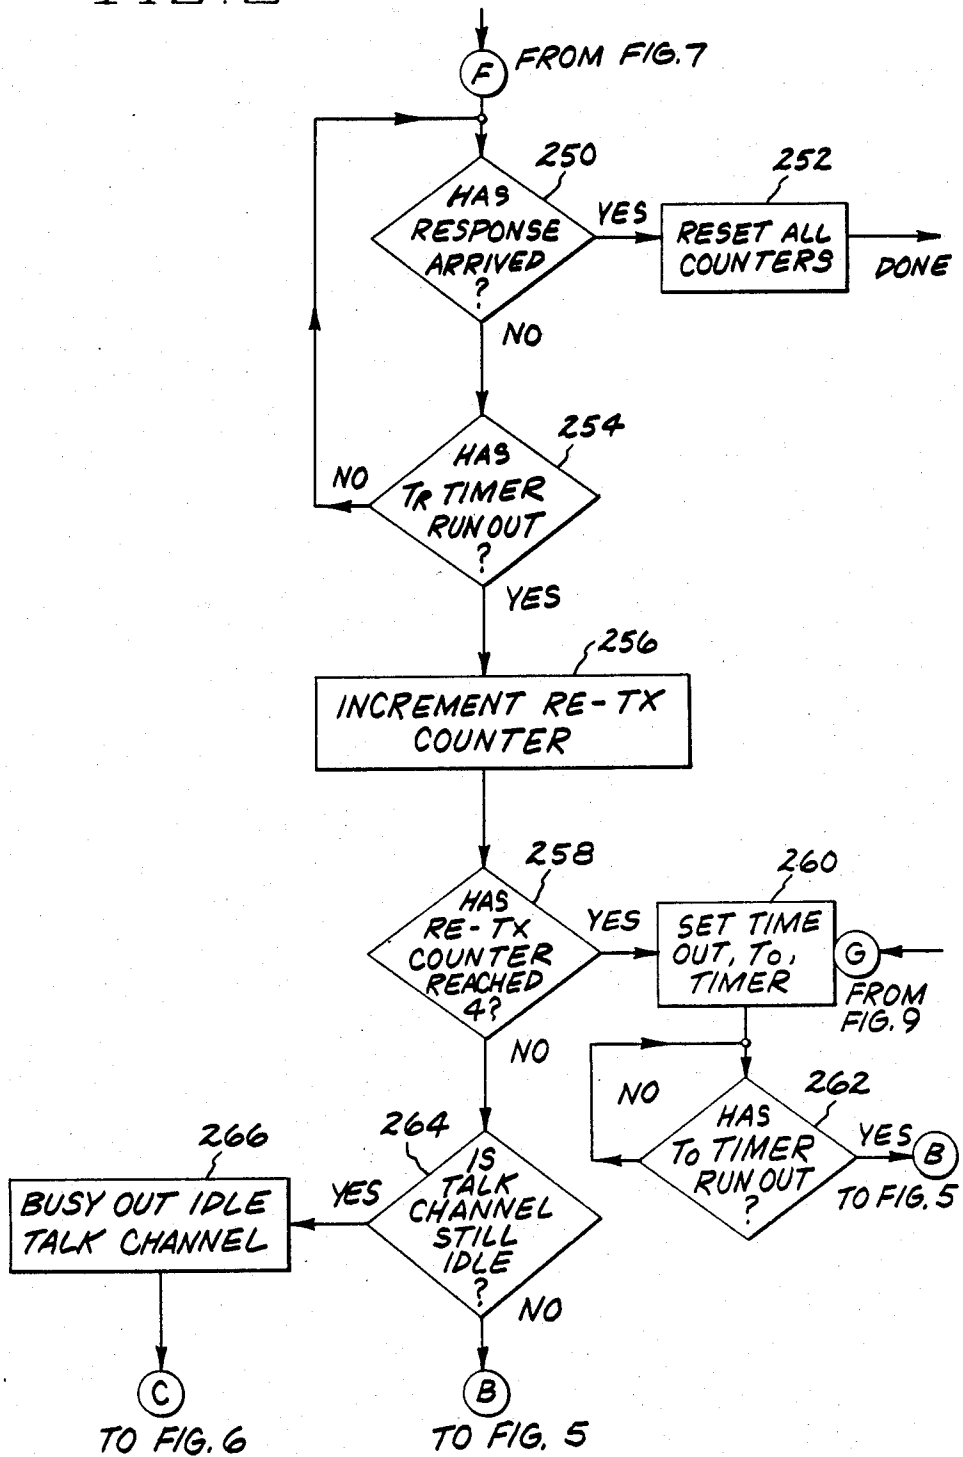 F FROM FIG.7
250
HAS
RESPONSE
ARRIVED
?
YES
252
RESET ALL
COUNTERS
DONE
NO
254
HAS
TR TIMER
RUN OUT
?
NO
YES
256
INCREMENT RE-TX
COUNTER
258
HAS
RE-TX
COUNTER
REACHED
4?
YES
260
SET TIME
OUT, To,
TIMER
G
FROM
FIG. 9
NO
NO
262
HAS
To TIMER
RUN OUT
?
YES
B
TO FIG. 5
264
IS
TALK
CHANNEL
STILL
IDLE
?
YES
266
BUSY OUT IDLE
TALK CHANNEL
NO
C
TO FIG. 6
B
TO FIG. 5